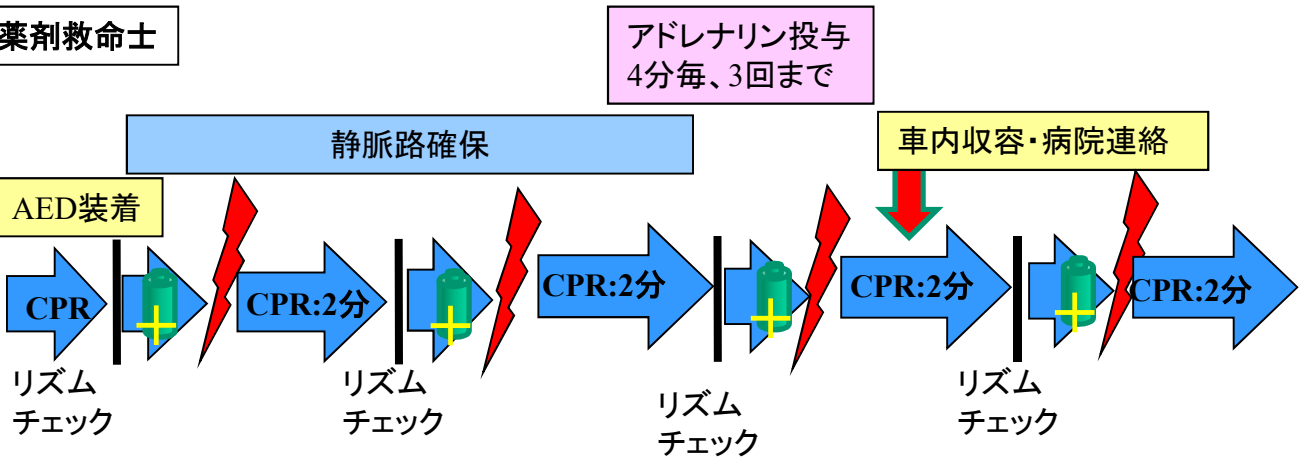 薬剤救命士
アドレナリン投与
4分毎、3回まで
静脈路確保
車内収容・病院連絡
AED装着
CPR
CPR:2分
CPR:2分
CPR:2分
CPR:2分
リズム
チェック
リズム
チェック
リズム
チェック
リズム
チェック